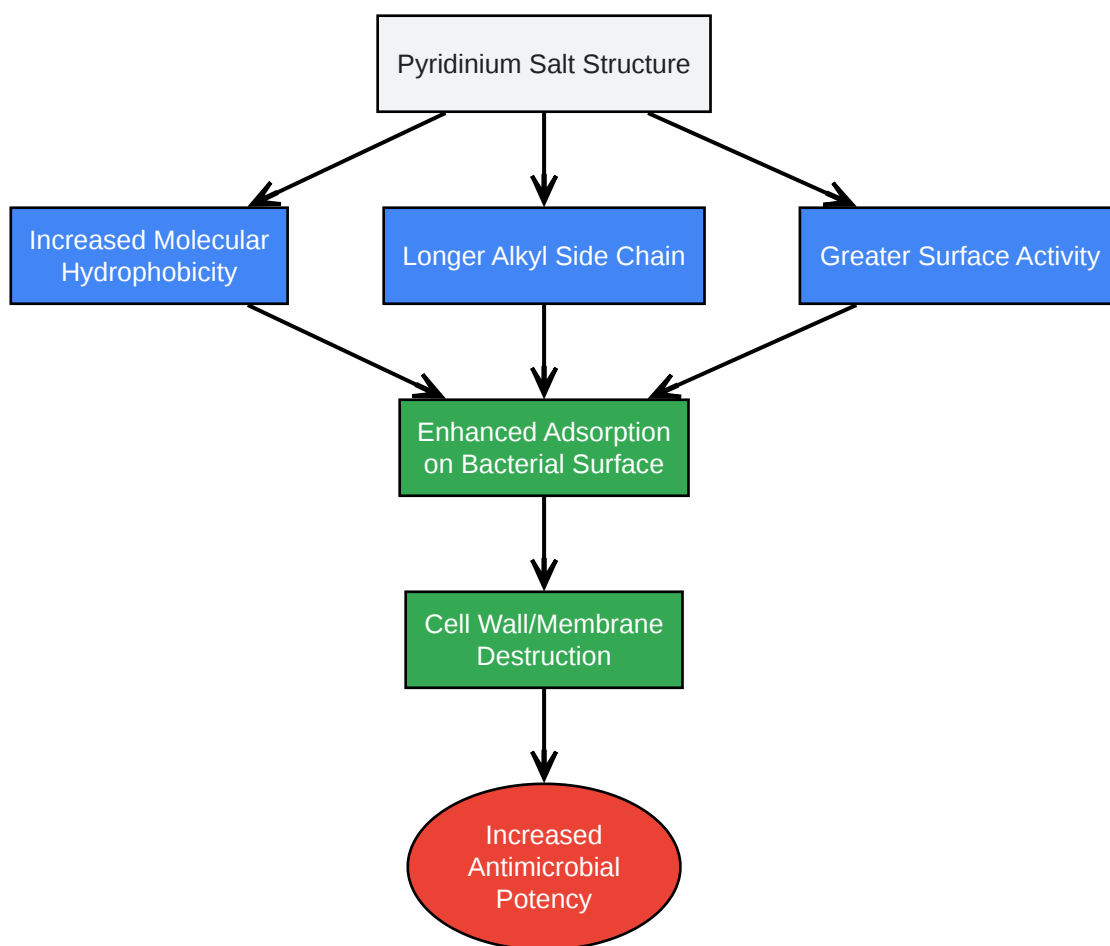 Pyridinium Salt Structure
Increased Molecular
Hydrophobicity
Longer Alkyl Side Chain
Greater Surface Activity
Enhanced Adsorption
on Bacterial Surface
Cell Wall/Membrane
Destruction
Increased
Antimicrobial
Potency